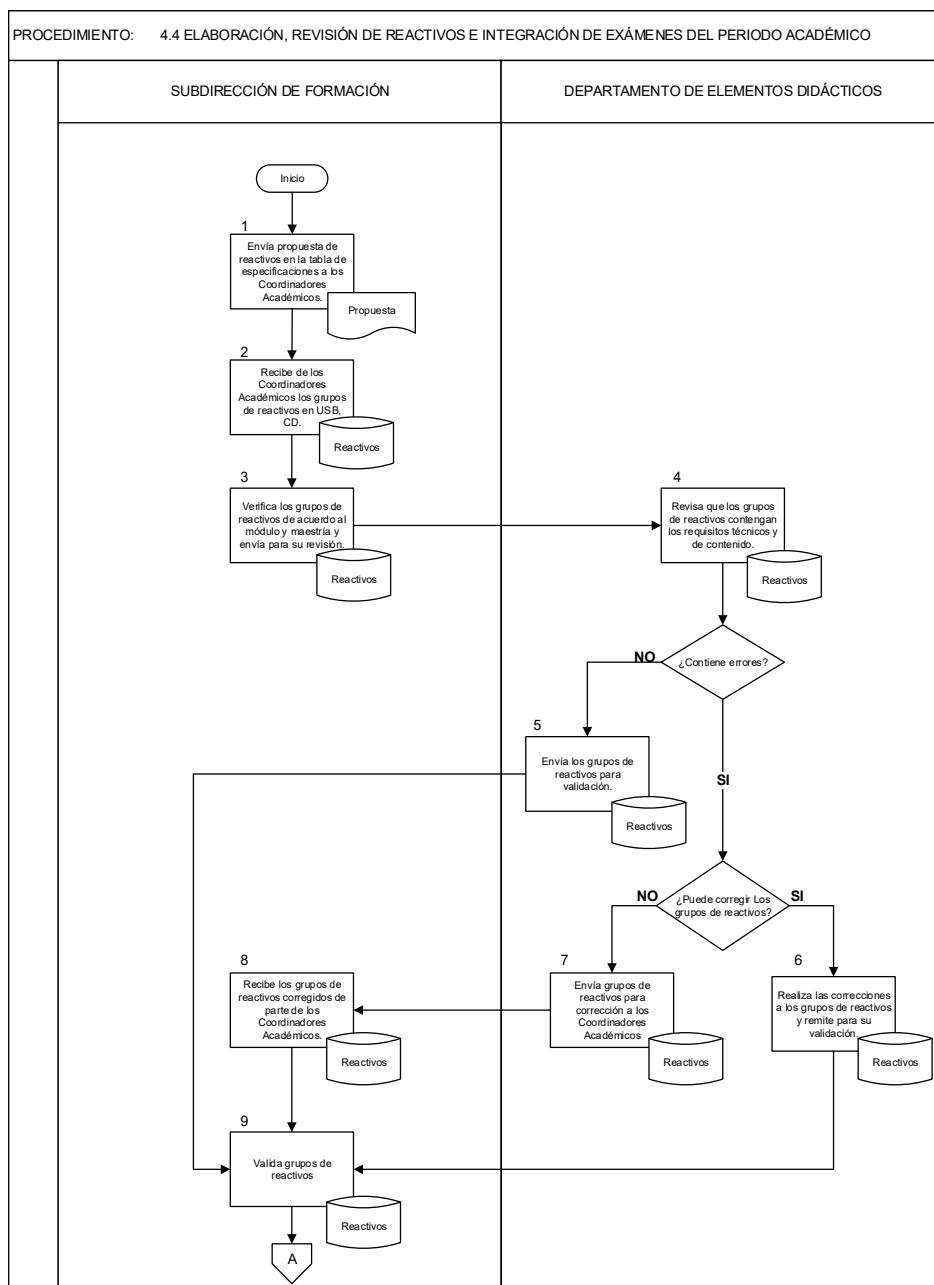 PROCEDIMIENTO: 4.4 ELABORACIÓN, REVISIÓN DE REACTIVOS E INTEGRACIÓN DE EXÁMENES DEL PERIODO ACADÉMICO
SUBDIRECCIÓN DE FORMACIÓN
DEPARTAMENTO DE ELEMENTOS DIDÁCTICOS
Inicio
1
Envía propuesta de
reactivos en la tabla de
especificaciones a los
Coordinadores
Académicos.
Propuesta
2
Recibe de los
Coordinadores
Académicos los grupos
de reactivos en USB,
CD.
Reactivos
3
Verifica los grupos de
reactivos de acuerdo al
módulo y maestría y
envía para su revisión.
Reactivos
4
Revisa que los grupos
de reactivos contengan
los requisitos técnicos y
de contenido.
Reactivos
¿Contiene errores?
NO
SI
5
Envía los grupos de
reactivos para
validación.
Reactivos
¿Puede corregir Los
grupos de reactivos?
NO
SI
6
Realiza las correcciones
a los grupos de reactivos
y remite para su
validación.
Reactivos
7
Envía grupos de
reactivos para
corrección a los
Coordinadores
Académicos
Reactivos
8
Recibe los grupos de
reactivos corregidos de
parte de los
Coordinadores
Académicos.
Reactivos
9
Valida grupos de
reactivos
Reactivos
A